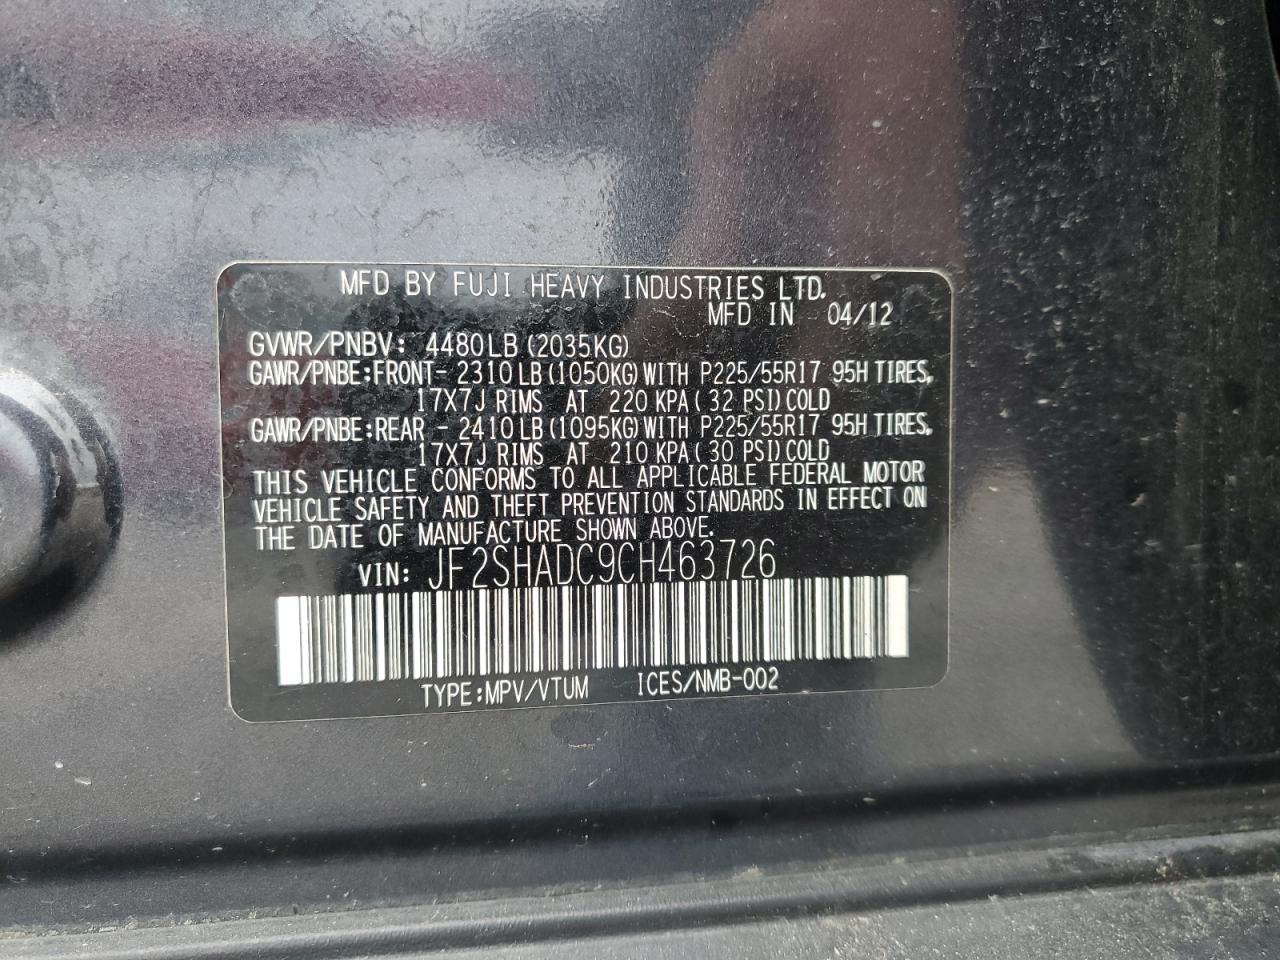 MFD BY FUJI HEAVY INDUSTRIES LTD.
MFD IN 04/12
GVWR/PNBV: 4480LB (2035KG)
GAWR/PNBE:FRONT- 2310LB (1050KG) WITH P225/55R17 95H TIRES,
17X7J RIMS AT 220 KPA ( 32 PSI) COLD
GAWR/PNBE:REAR - 2410LB (1095KG) WITH P225/55R17 95H TIRES,
17X7J RIMS AT 210 KPA ( 30 PSI) COLD
THIS VEHICLE CONFORMS TO ALL APPLICABLE FEDERAL MOTOR
VEHICLE SAFETY AND THEFT PREVENTION STANDARDS IN EFFECT ON
THE DATE OF MANUFACTURE SHOWN ABOVE.
VIN: JF2SHADC9CH463726
TYPE:MPV/VTUM ICES/NMB-002